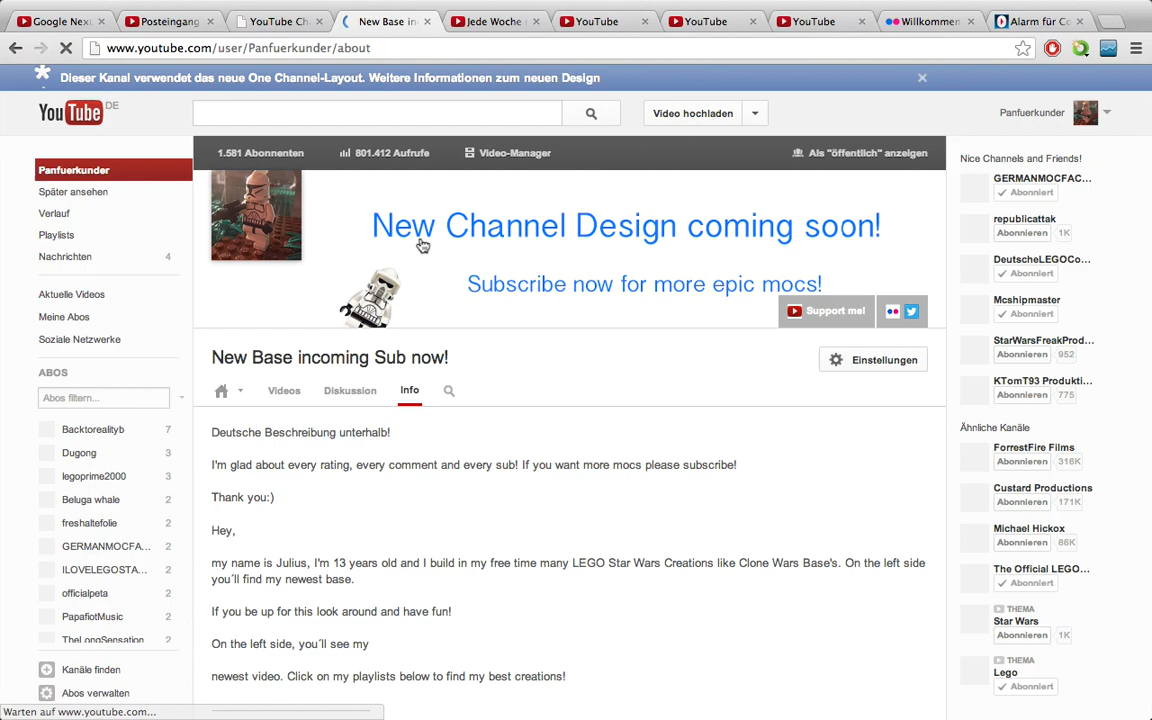 Google Next
Posteingang
YouTube Ch
New Base in
Jede Woche
YouTube
YouTube
YouTube
Willkommen
Alarm für Co
www.youtube.com/user/Panfuerkunder/about
Dieser Kanal verwendet das neue One Channel-Layout. Weitere Informationen zum neuen Design
YouTube DE
Video hochladen
Panfuerkunder
1.581 Abonnenten
801.412 Aufrufe
Video-Manager
Als "öffentlich" anzeigen
New Channel Design coming soon!
Subscribe now for more epic mocs!
Support me!
New Base incoming Sub now!
Einstellungen
Videos
Diskussion
Info
Deutsche Beschreibung unterhalb!
I'm glad about every rating, every comment and every sub! If you want more mocs please subscribe!
Thank you:)
Hey,
my name is Julius, I'm 13 years old and I build in my free time many LEGO Star Wars Creations like Clone Wars Base's. On the left side
you´ll find my newest base.
If you be up for this look around and have fun!
On the left side, you´ll see my
newest video. Click on my playlists below to find my best creations!
Panfuerkunder
Später ansehen
Verlauf
Playlists
Nachrichten 4
Aktuelle Videos
Meine Abos
Soziale Netzwerke
ABOS
Abos filtern...
Backtorealityb 7
Dugong 3
legoprime2000 3
Beluga whale 2
freshaltefolie 2
GERMANMOCFA... 2
ILOVELEGOSTA... 2
officialpeta 2
PapafiotMusic 2
TheLongSensation 2
Kanäle finden
Abos verwalten
Warten auf www.youtube.com...
Nice Channels and Friends!
GERMANMOCFAC...
Abonniert
republicattak
Abonnieren 1K
DeutscheLEGOCo...
Abonniert
Mcshipmaster
Abonniert
StarWarsFreakProd...
Abonnieren 952
KTomT93 Produkti...
Abonnieren 775
Ähnliche Kanäle
ForrestFire Films
Abonnieren 316K
Custard Productions
Abonnieren 171K
Michael Hickox
Abonnieren 86K
The Official LEGO...
Abonniert
THEMA
Star Wars
Abonnieren 1K
THEMA
Lego
Abonniert